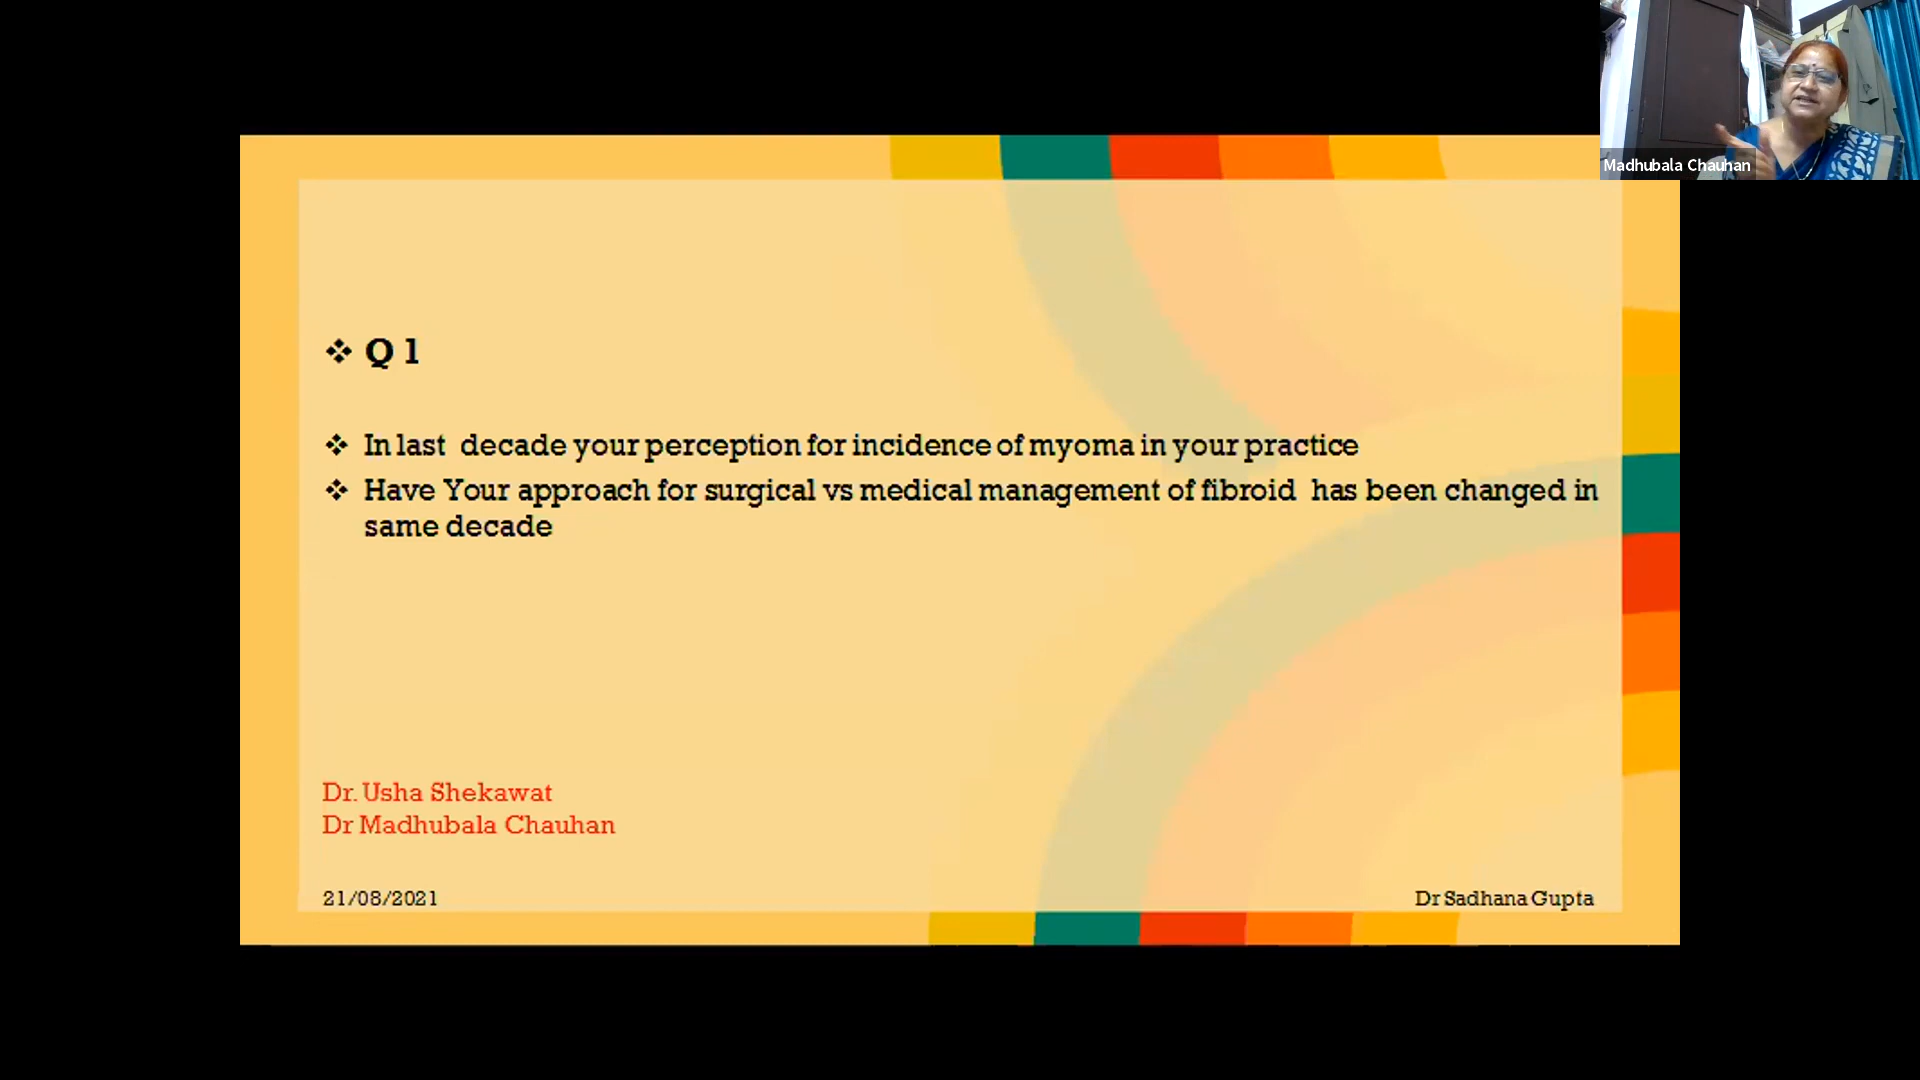 Madhubala Chauhan
❖ Q 1
❖ In last decade your perception for incidence of myoma in your practice
❖ Have Your approach for surgical vs medical management of fibroid has been changed in
same decade
Dr. Usha Shekawat
Dr Madhubala Chauhan
21/08/2021
Dr Sadhana Gupta